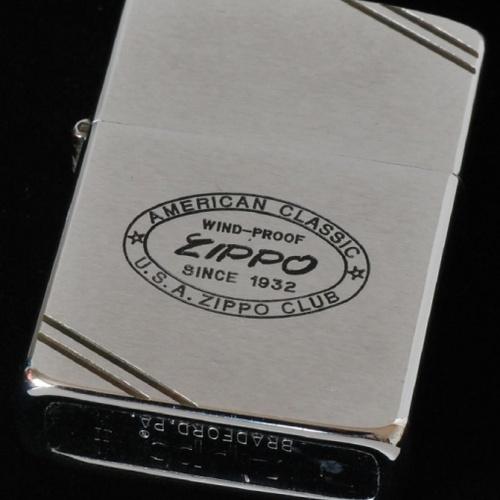 AMERICAN CLASSIC
WIND-PROOF
ZIPPO
SINCE 1932
U.S.A. ZIPPO CLUB
BRADFORD, PA.
®